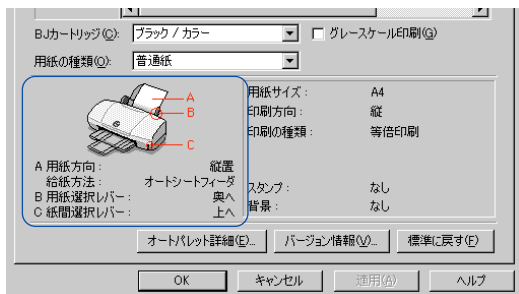 BJカートリッジ(C): ブラック / カラー グレースケール印刷(G)
用紙の種類(O): 普通紙
A
B
C
A 用紙方向: 縦置
給紙方法: オートシートフィーダ
B 用紙選択レバー: 奥へ
C 紙間選択レバー: 上へ
用紙サイズ: A4
印刷方向: 縦
印刷の種類: 等倍印刷
スタンプ: なし
背景: なし
オートパレット詳細(E)... バージョン情報(V)... 標準に戻す(F)
OK キャンセル 適用(A) ヘルプ